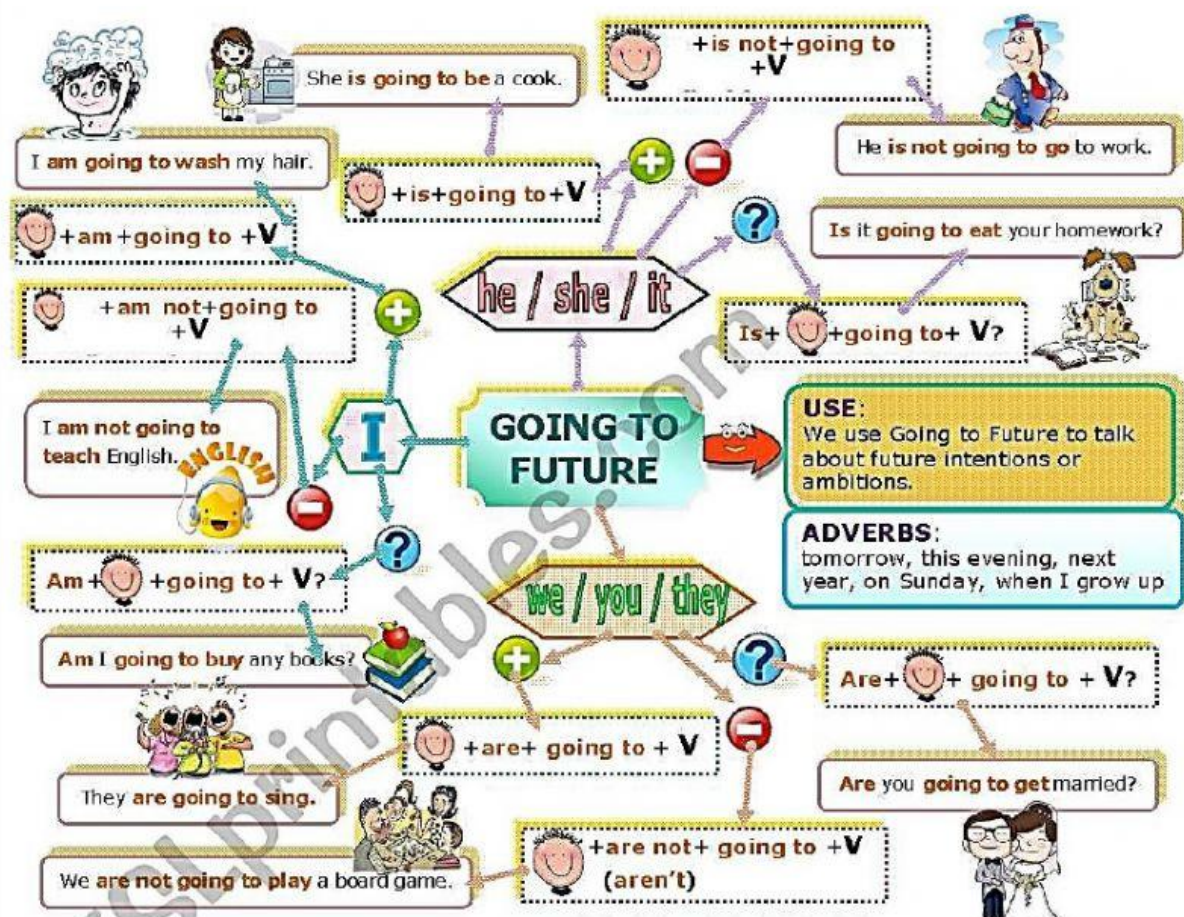 She is going to be a cook.
+is not+going to
+V
I am going to wash my hair.
He is not going to go to work.
+is+going to+V
+am+going to +V
Is it going to eat your homework?
+am not+going to
+V
he / she / it
Is+ +going to+ V?
I am not going to
teach English.
ENGLISH
I
GOING TO
FUTURE
USE:
We use Going to Future to talk
about future intentions or
ambitions.
ADVERBS:
tomorrow, this evening, next
year, on Sunday, when I grow up
Am + +going to+ V?
we / you / they
Am I going to buy any books?
Are+ + going to + V?
+are+ going to + V
They are going to sing.
Are you going to get married?
+are not+ going to +V
(aren't)
We are not going to play a board game.
ESLprintables.com